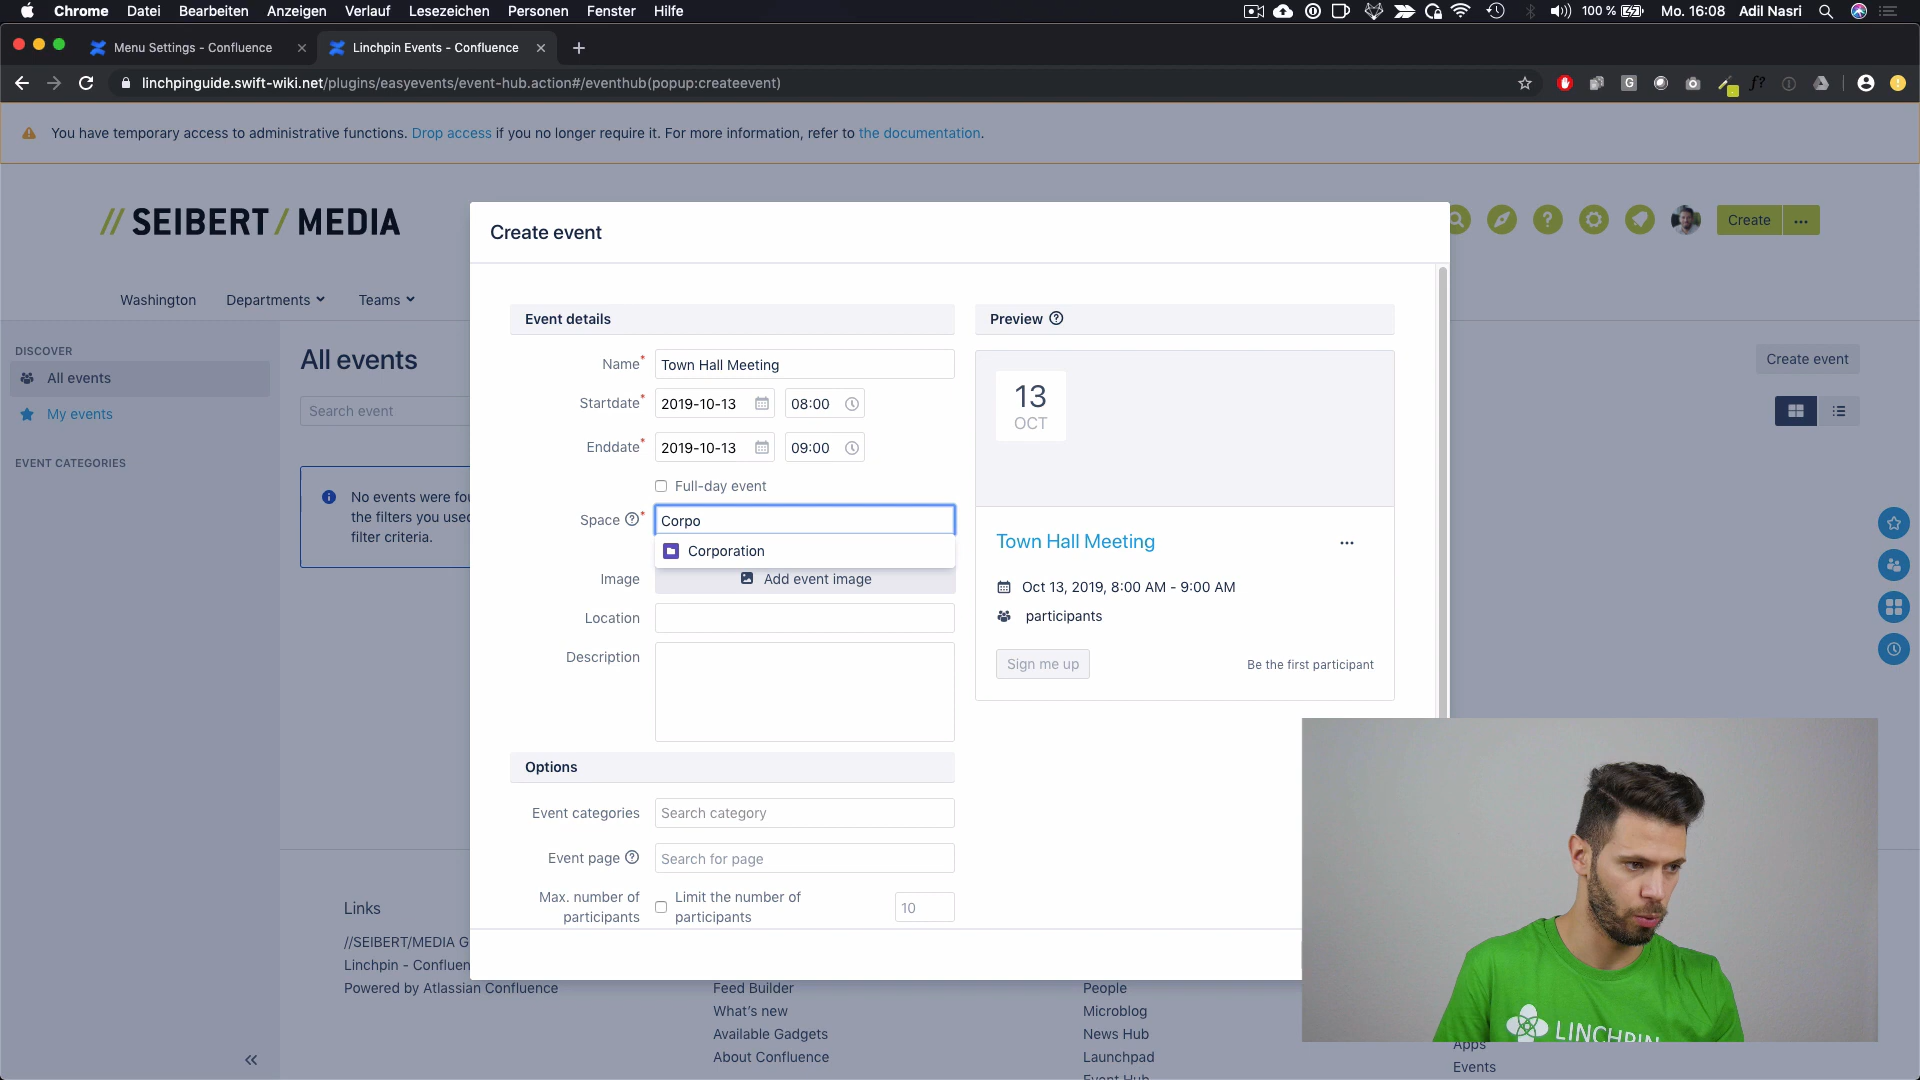 Chrome Datei Bearbeiten Anzeigen Verlauf Lesezeichen Personen Fenster Hilfe 100 % Mo. 16:08 Adil Nasri
Menu Settings - Confluence
Linchpin Events - Confluence
linchpinguide.swift-wiki.net/plugins/easyevents/event-hub.action#/eventhub(popup:createevent)
You have temporary access to administrative functions. Drop access if you no longer require it. For more information, refer to the documentation.
// SEIBERT / MEDIA
Create ...
Washington Departments Teams
DISCOVER
All events
My events
EVENT CATEGORIES
All events
Create event
Search event
No events were fou
the filters you used
filter criteria.
Create event
Event details
Name*
Town Hall Meeting
Startdate*
2019-10-13 08:00
Enddate*
2019-10-13 09:00
Full-day event
Space ? *
Corpo
Corporation
Image
Add event image
Location
Description
Options
Event categories
Search category
Event page ?
Search for page
Max. number of
participants
Limit the number of
participants
10
Preview ?
13
OCT
Town Hall Meeting
...
Oct 13, 2019, 8:00 AM - 9:00 AM
participants
Sign me up
Be the first participant
Links
//SEIBERT/MEDIA G
Linchpin - Confluen
Powered by Atlassian Confluence
Feed Builder
What's new
Available Gadgets
About Confluence
People
Microblog
News Hub
Launchpad
Event Hub
Apps
Events
LINCHPIN